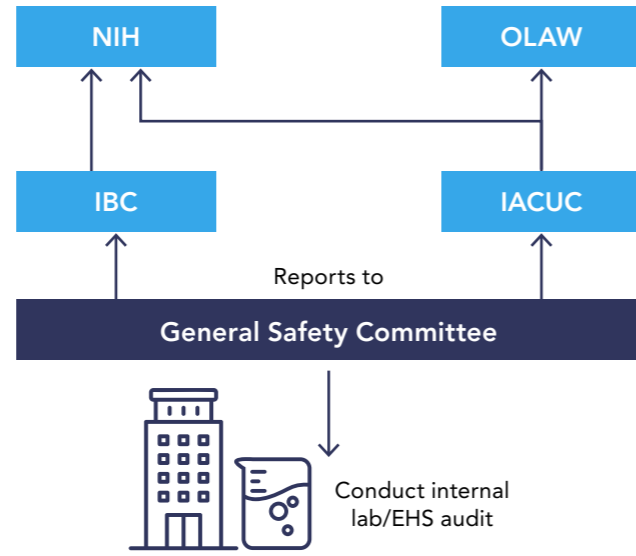 NIH
OLAW
IBC
IACUC
Reports to
General Safety Committee
Conduct internal
lab/EHS audit